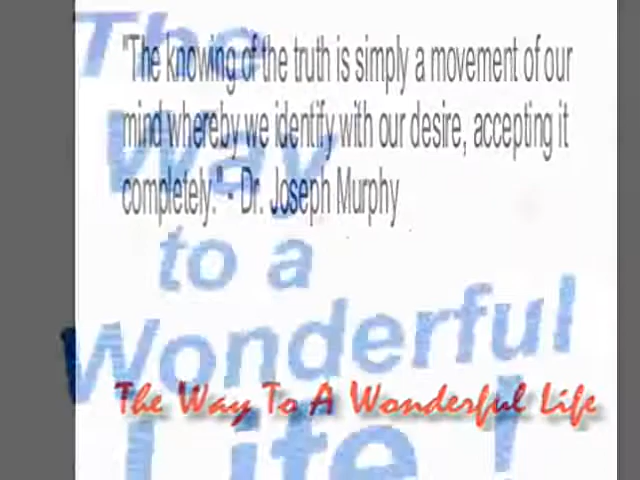 "The knowing of the truth is simply a movement of our
mind whereby we identify with our desire, accepting it
completely." - Dr. Joseph Murphy
The
Way
to a
Wonderful
Life !
The Way To A Wonderful Life